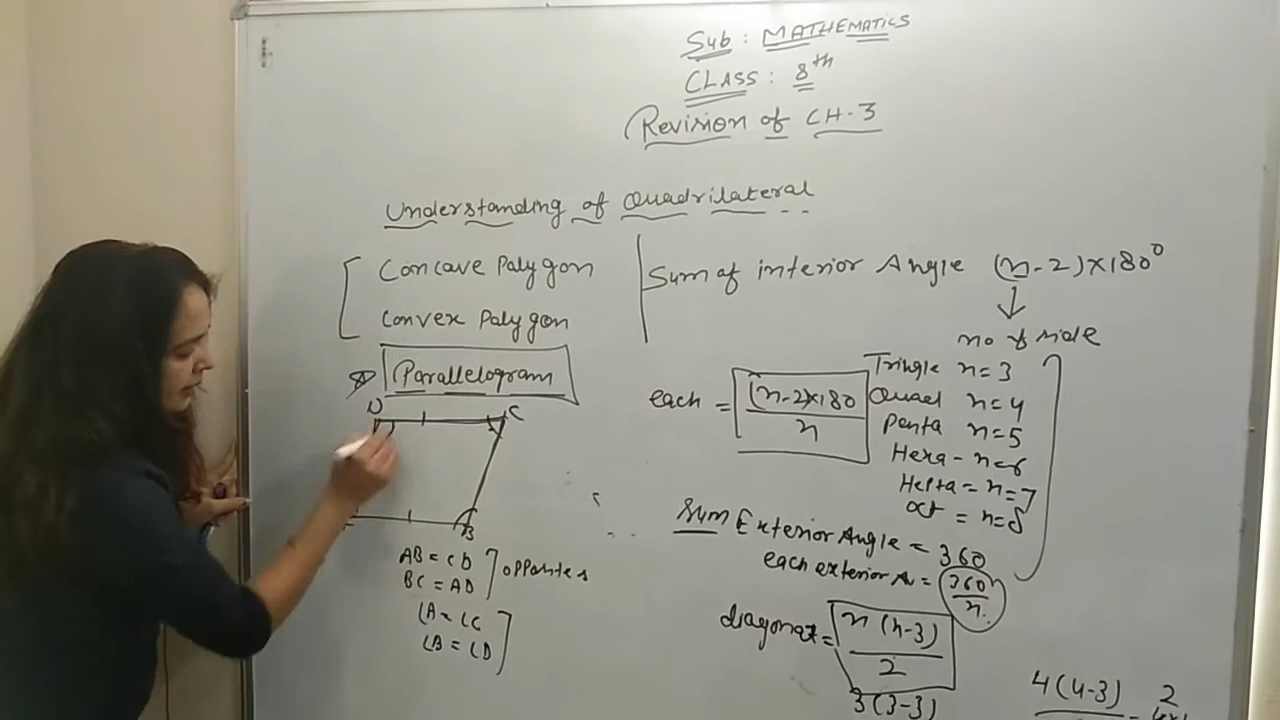 Sub : MATHEMATICS
CLASS : 8th
Revision of CH-3
Understanding of Quadrilateral
Concave Polygon
Convex Polygon
Sum of interior Angle (n-2)×180°
no of side
Parallelogram
D C
B
AB = CD
BC = AD
opposites
∠A = ∠C
∠B = ∠D
each = (n-2)×180
n
Tringle n=3
Quad n=4
Penta n=5
Hexa - n=6
Hepta = n=7
oct = n=8
Sum Exterior Angle = 360
each exterior A = 360
n
diagonal = n(n-3)
2
3(3-3)
4(4-3) 2